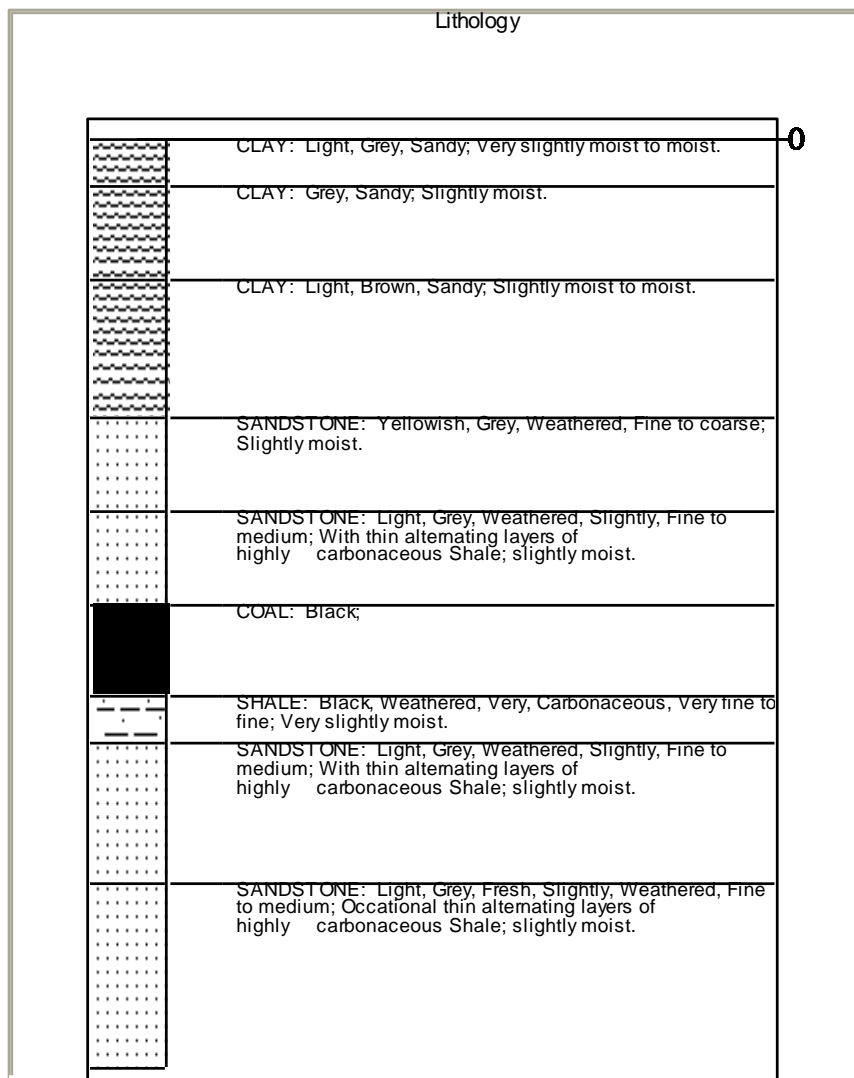 Lithology
0
CLAY: Light, Grey, Sandy; Very slightly moist to moist.
CLAY: Grey, Sandy; Slightly moist.
CLAY: Light, Brown, Sandy; Slightly moist to moist.
SANDSTONE: Yellowish, Grey, Weathered, Fine to coarse;
Slightly moist.
SANDSTONE: Light, Grey, Weathered, Slightly, Fine to
medium; With thin alternating layers of
highly carbonaceous Shale; slightly moist.
COAL: Black;
SHALE: Black, Weathered, Very, Carbonaceous, Very fine to
fine; Very slightly moist.
SANDSTONE: Light, Grey, Weathered, Slightly, Fine to
medium; With thin alternating layers of
highly carbonaceous Shale; slightly moist.
SANDSTONE: Light, Grey, Fresh, Slightly, Weathered, Fine
to medium; Occational thin alternating layers of
highly carbonaceous Shale; slightly moist.